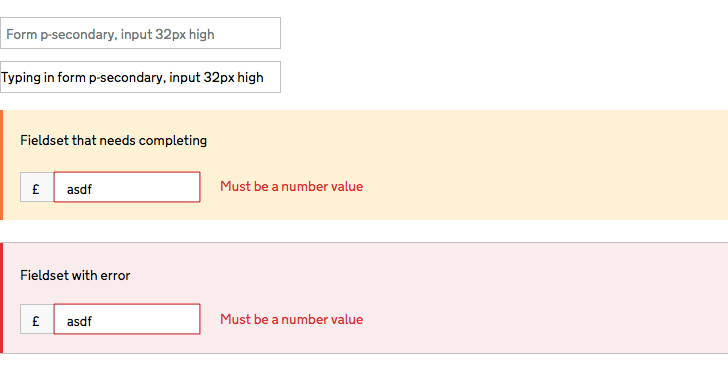 Form p-secondary, input 32px high
Typing in form p-secondary, input 32px high
Fieldset that needs completing
£ asdf Must be a number value
Fieldset with error
£ asdf Must be a number value